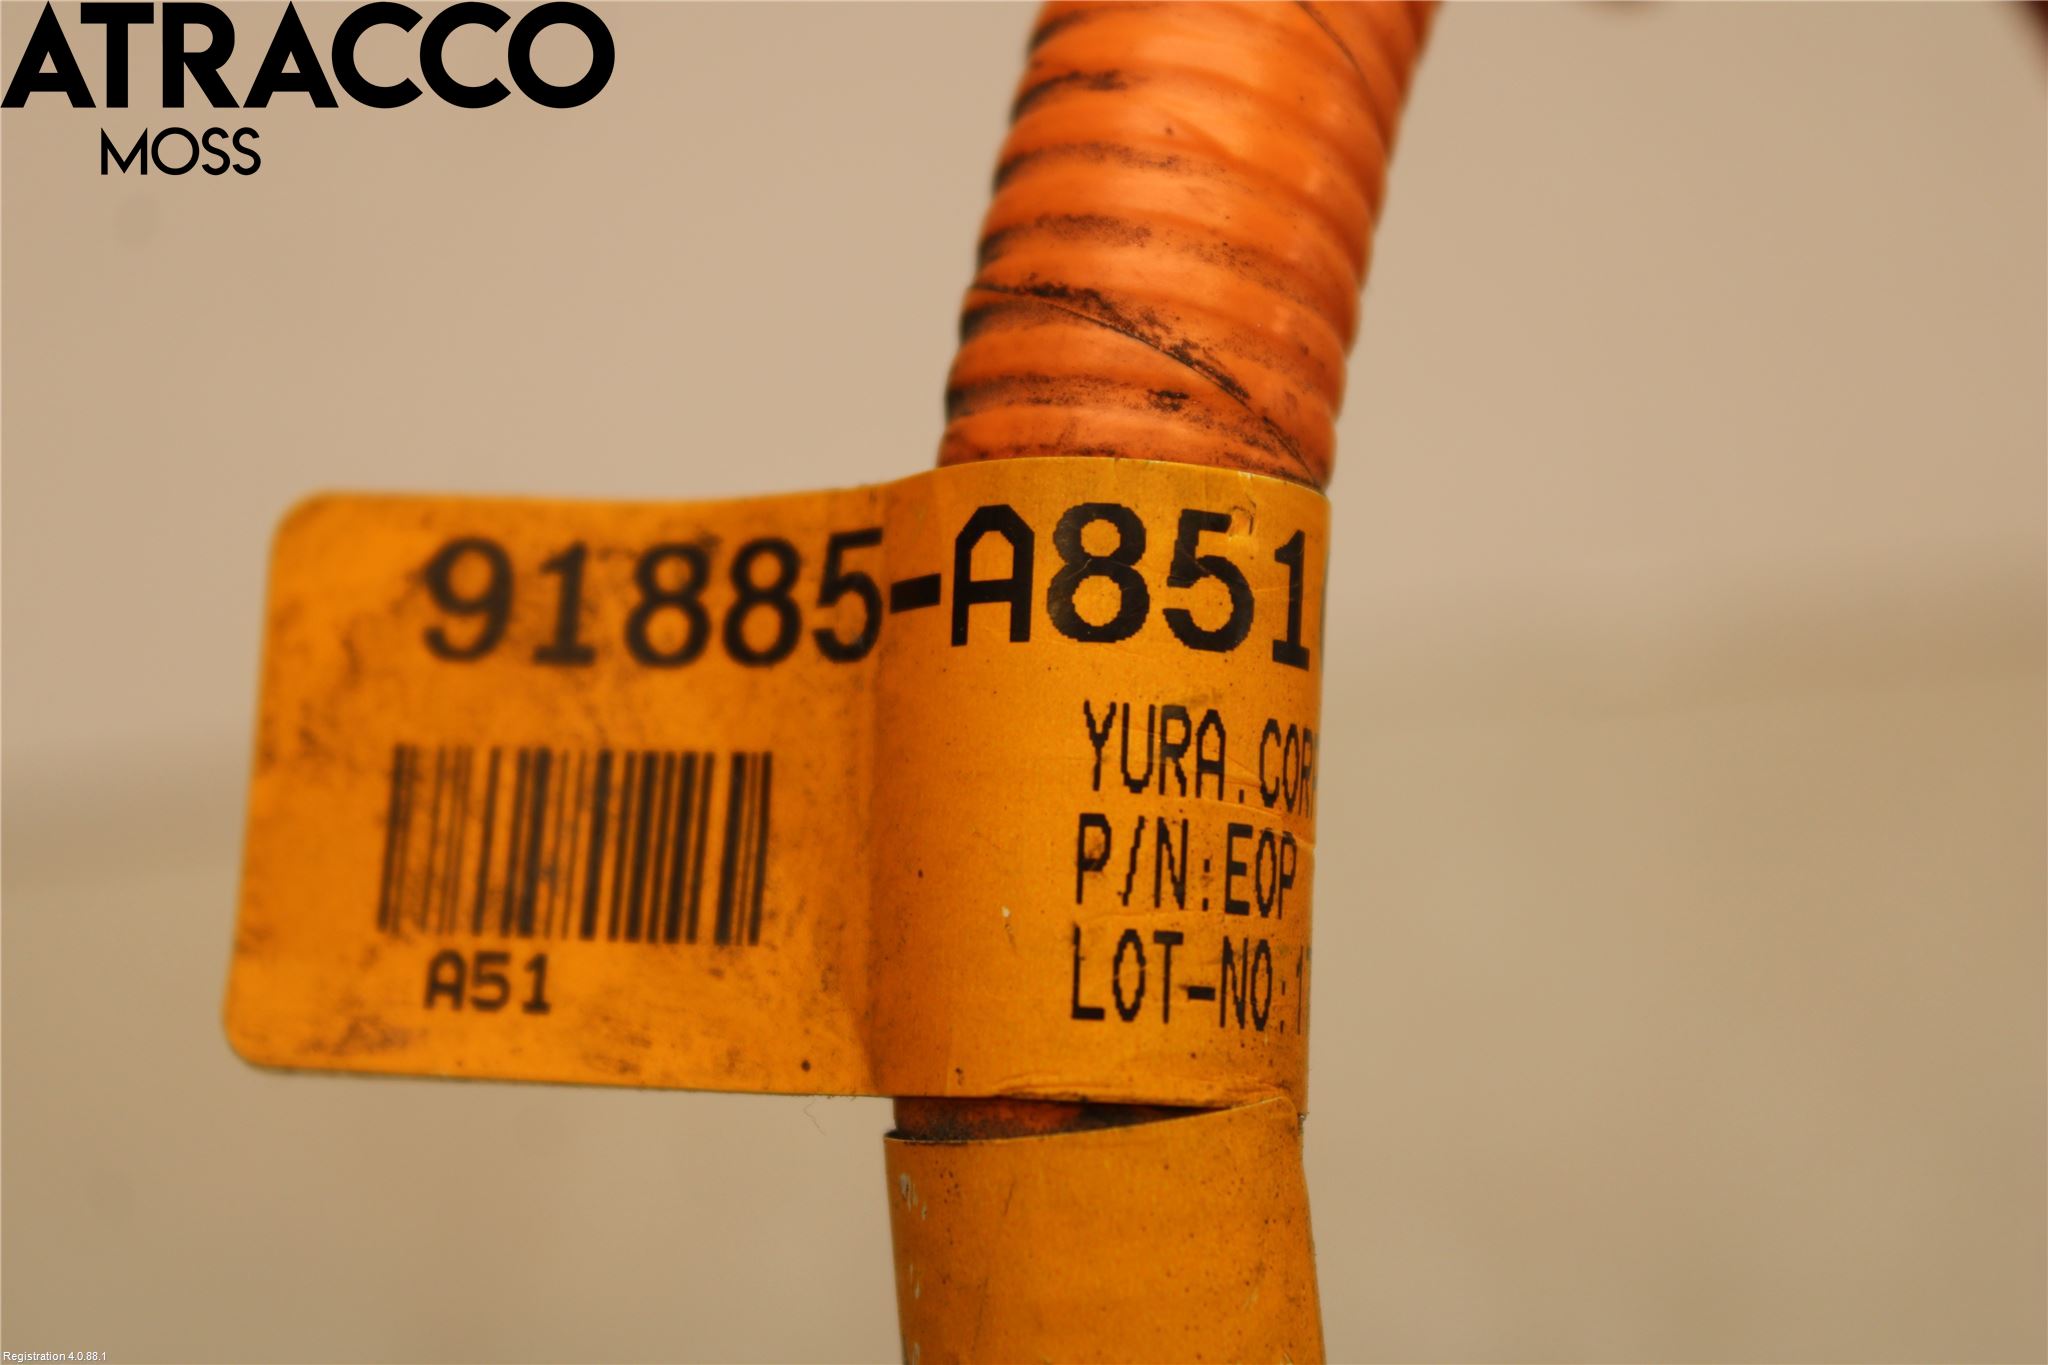 ATRACCO
MOSS
91885-A851
YURA.COR
P/N:EOP
LOT-NO:1
A51
Registration 4.0.88.1